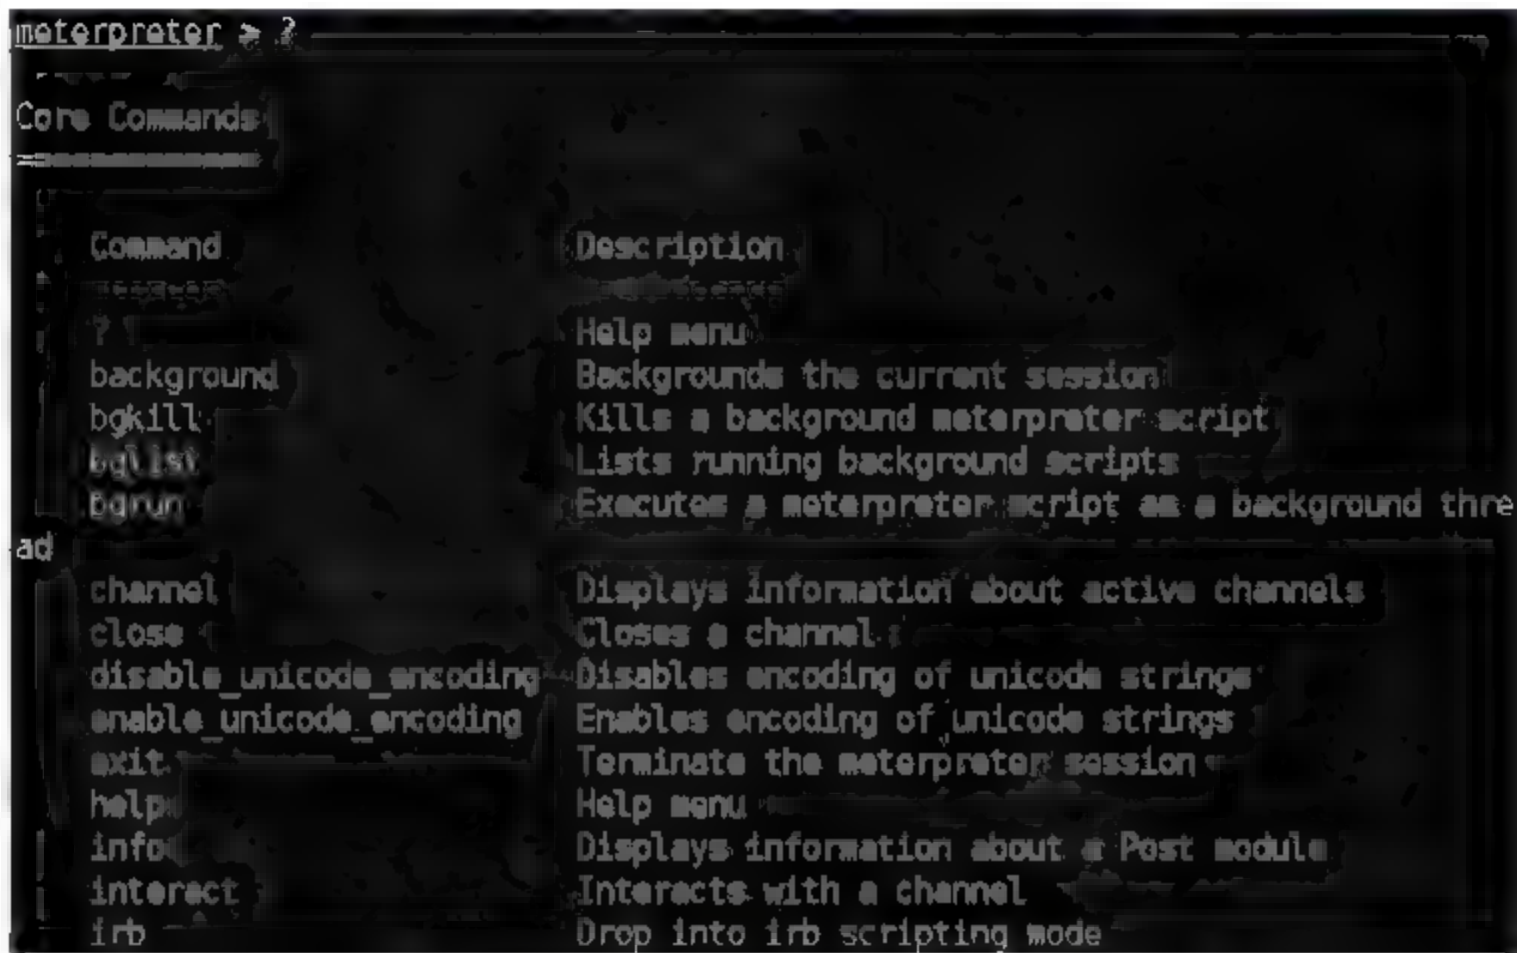 meterpreter > ?
Core Commands
=============
Command Description
------- -----------
? Help menu
background Backgrounds the current session
bgkill Kills a background meterpreter script
bglist Lists running background scripts
bgrun Executes a meterpreter script as a background thre
ad
channel Displays information about active channels
close Closes a channel
disable_unicode_encoding Disables encoding of unicode strings
enable_unicode_encoding Enables encoding of unicode strings
exit Terminate the meterpreter session
help Help menu
info Displays information about a Post module
interact Interacts with a channel
irb Drop into irb scripting mode